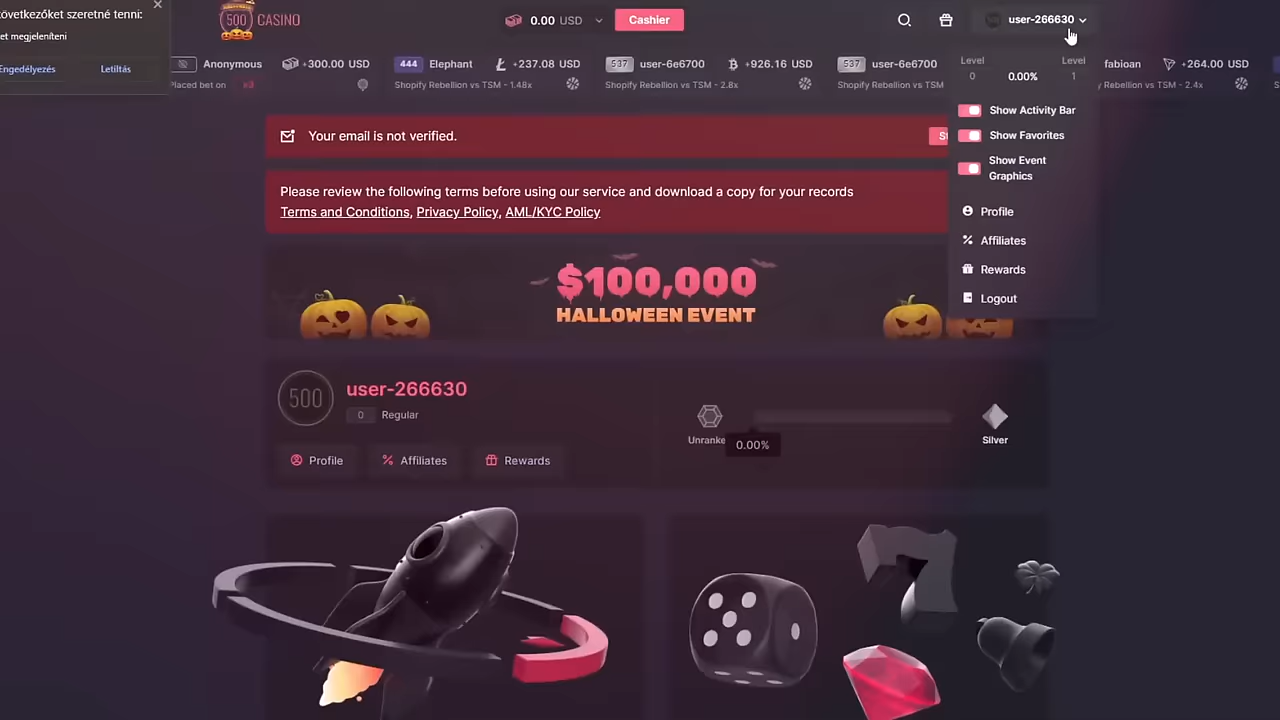 övetkezőket szeretné tenni:
et megjeleníteni
Engedélyezés
Letiltás
500 CASINO
0.00 USD
Cashier
user-266630
Anonymous
+300.00 USD
Placed bet on
x3
444 Elephant
+237.08 USD
Shopify Rebellion vs TSM - 1.48x
537 user-6e6700
+926.16 USD
Shopify Rebellion vs TSM - 2.8x
537 user-6e6700
Shopify Rebellion vs TSM
fabioan
+264.00 USD
y Rebellion vs TSM - 2.4x
Level
0
0.00%
Level
1
Show Activity Bar
Show Favorites
Show Event
Graphics
Profile
Affiliates
Rewards
Logout
Your email is not verified.
Please review the following terms before using our service and download a copy for your records
Terms and Conditions, Privacy Policy, AML/KYC Policy
$100,000
HALLOWEEN EVENT
500
user-266630
0 Regular
Profile
Affiliates
Rewards
Unranke
0.00%
Silver